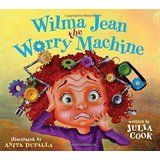 Wilma Jean
the
Worry Machine
written by
JULIA
COOK
illustrated by
ANITA DUFALLA